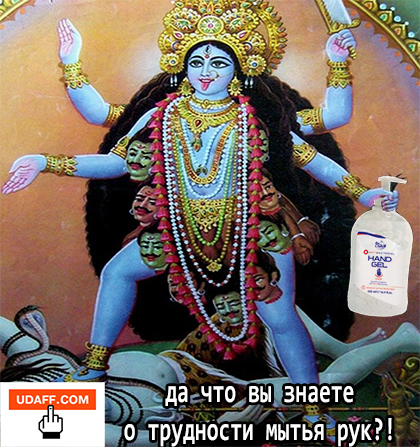 HAND
GEL
UDAFF.COM
да что вы знаете
о трудности мытья рук?!